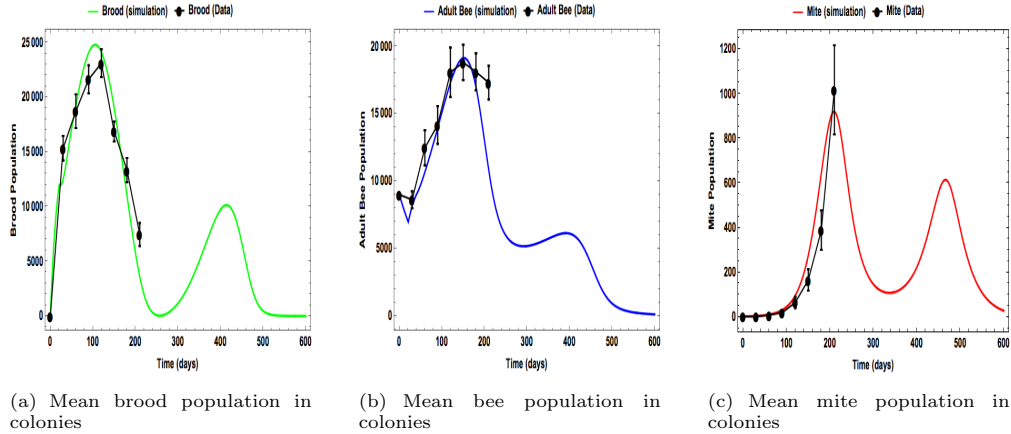 Brood (simulation) Brood (Data)
Brood Population
25 000
20 000
15 000
10 000
5000
0
0 100 200 300 400 500 600
Time (days)
(a) Mean brood population in
colonies
Adult Bee (simulation) Adult Bee (Data)
Adult Bee Population
20 000
15 000
10 000
5000
0
0 100 200 300 400 500 600
Time (days)
(b) Mean bee population in
colonies
Mite (simulation) Mite (Data)
Mite Population
1200
1000
800
600
400
200
0
0 100 200 300 400 500 600
Time (days)
(c) Mean mite population in
colonies